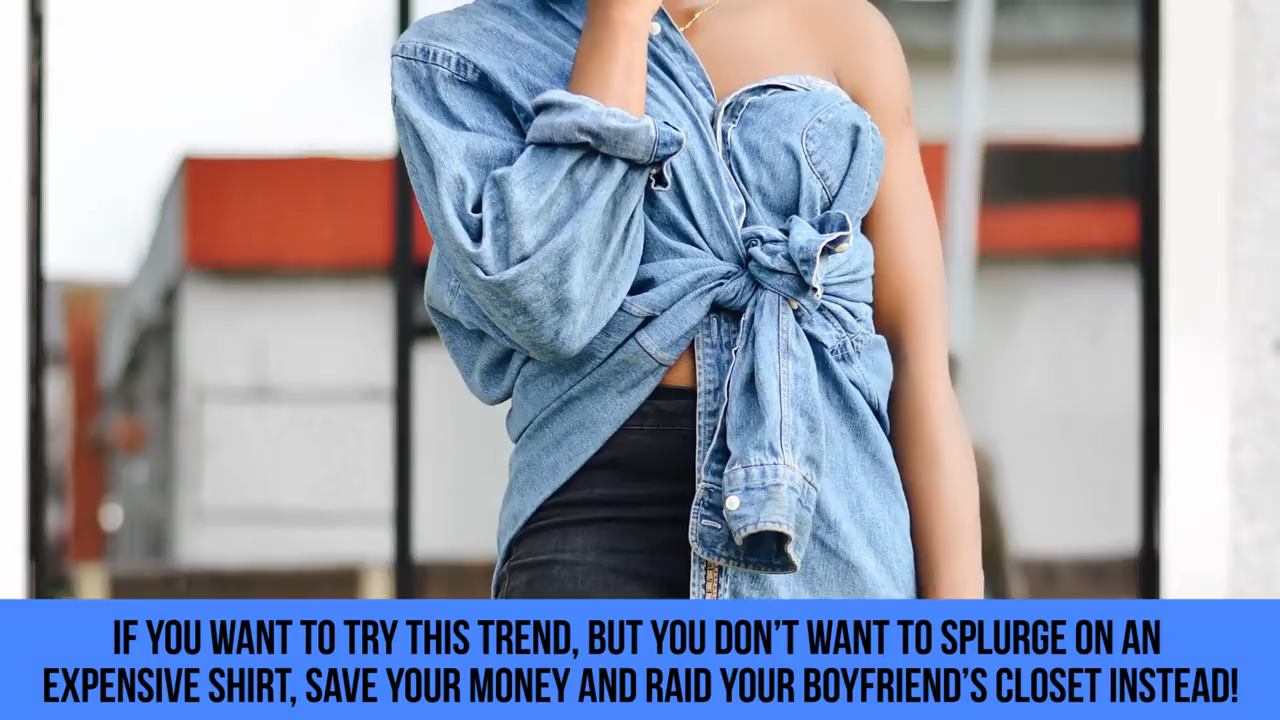 IF YOU WANT TO TRY THIS TREND, BUT YOU DON'T WANT TO SPLURGE ON AN
EXPENSIVE SHIRT, SAVE YOUR MONEY AND RAID YOUR BOYFRIEND'S CLOSET INSTEAD!